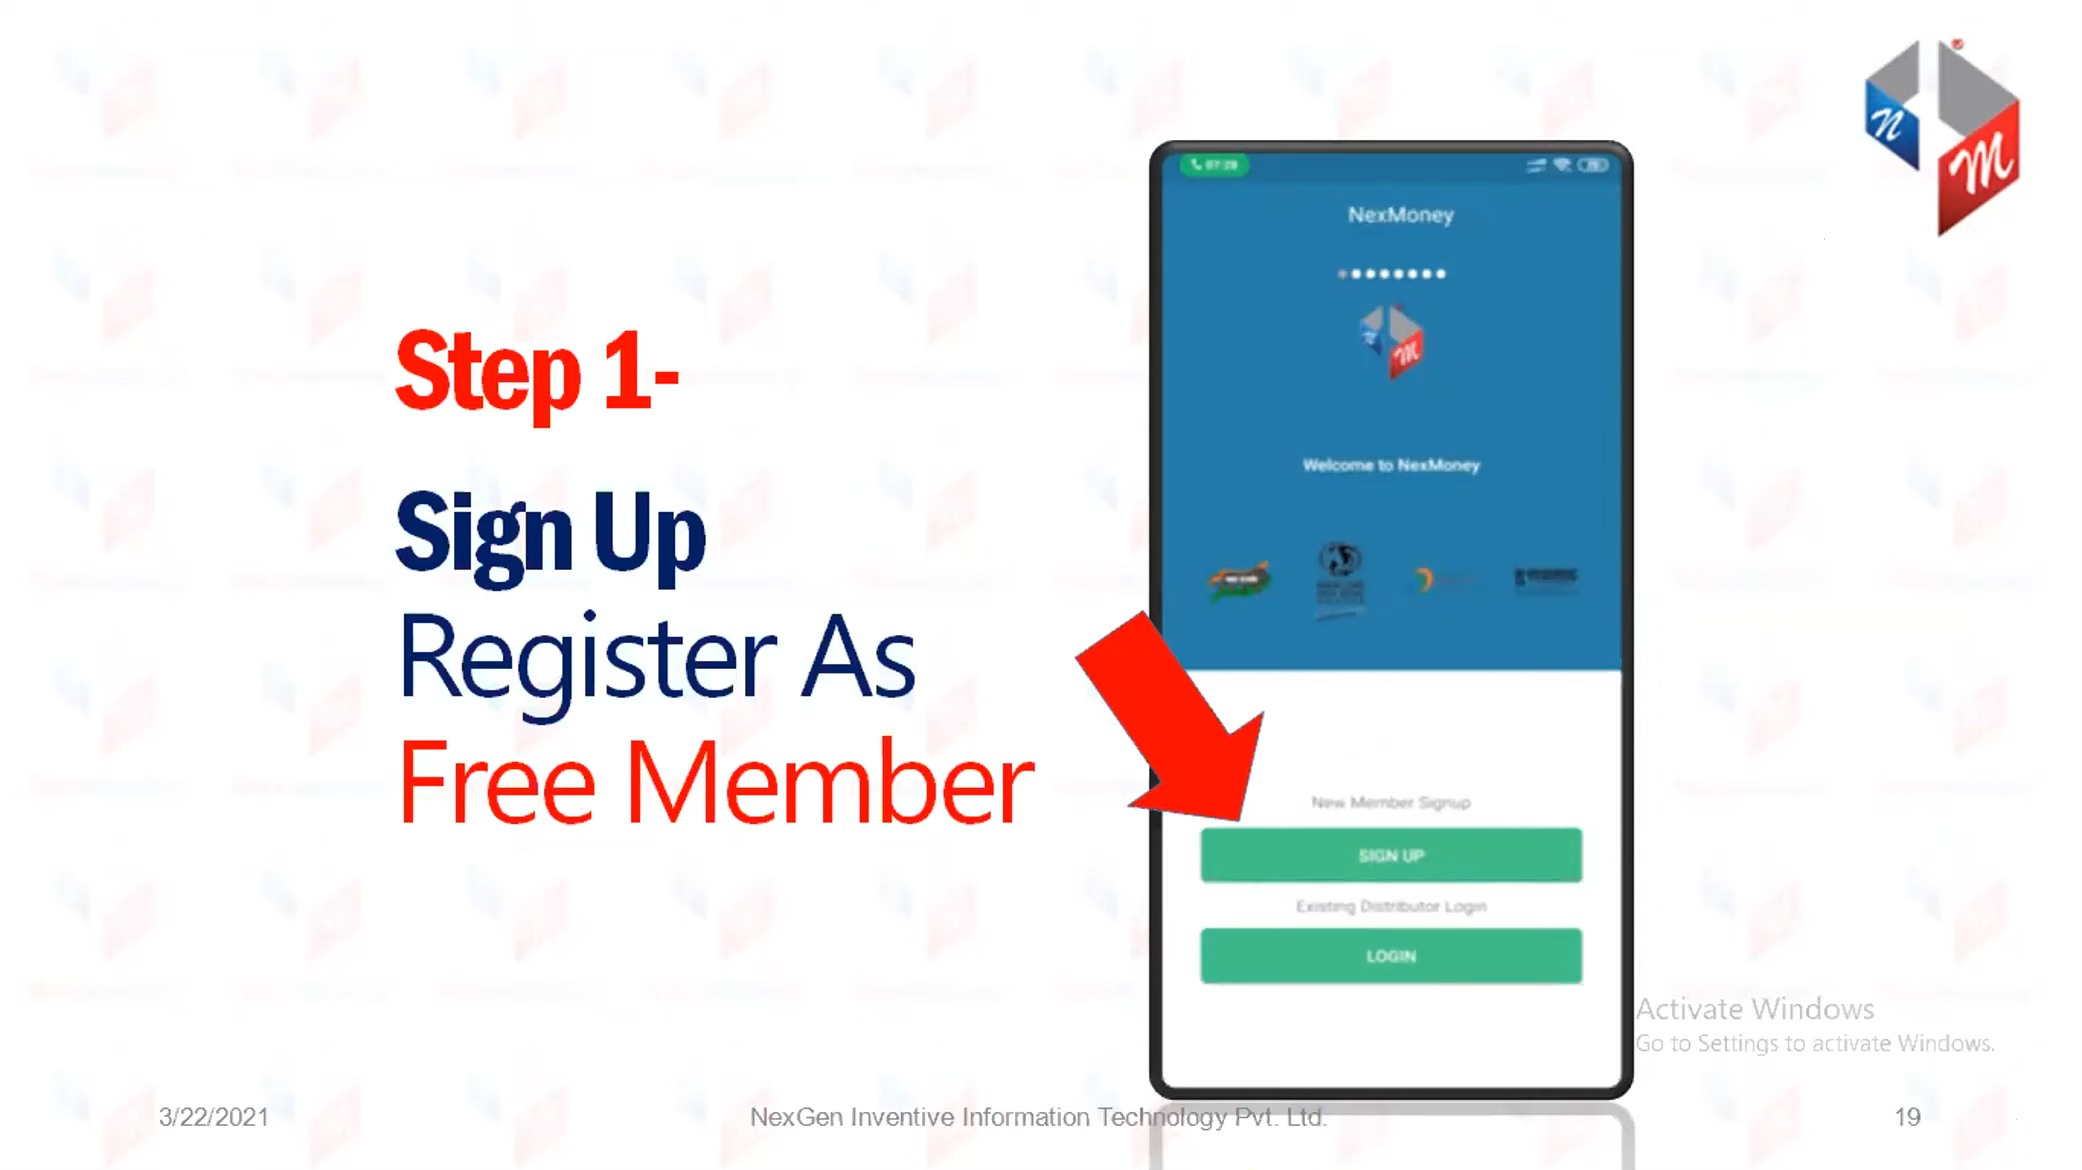 Step 1-
Sign Up
Register As
Free Member
07:28
NexMoney
Welcome to NexMoney
New Member Signup
SIGN UP
Existing Distributor Login
LOGIN
n
m
Activate Windows
Go to Settings to activate Windows.
3/22/2021
NexGen Inventive Information Technology Pvt. Ltd.
19